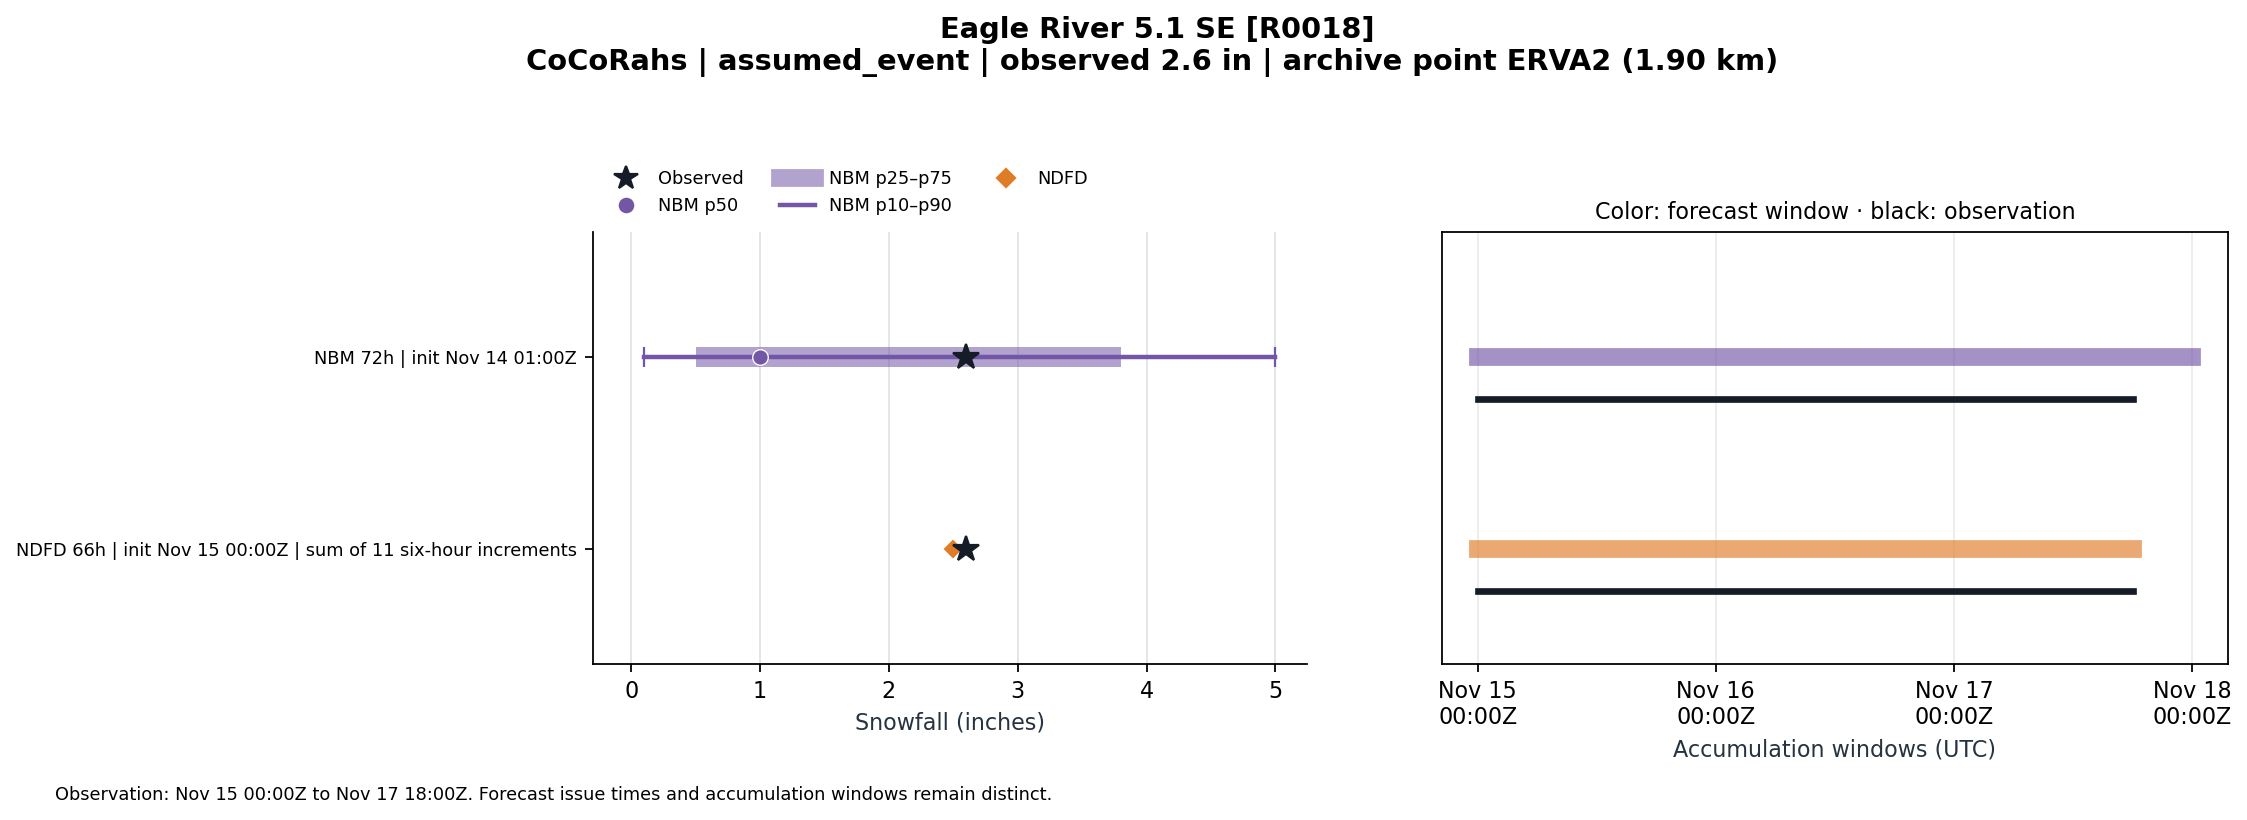 Eagle River 5.1 SE [R0018]
CoCoRahs | assumed_event | observed 2.6 in | archive point ERVA2 (1.90 km)
Observed
NBM p50
NBM p25–p75
NBM p10–p90
NDFD
NBM 72h | init Nov 14 01:00Z
NDFD 66h | init Nov 15 00:00Z | sum of 11 six-hour increments
0 1 2 3 4 5
Snowfall (inches)
Color: forecast window · black: observation
Nov 15 Nov 16 Nov 17 Nov 18
00:00Z 00:00Z 00:00Z 00:00Z
Accumulation windows (UTC)
Observation: Nov 15 00:00Z to Nov 17 18:00Z. Forecast issue times and accumulation windows remain distinct.